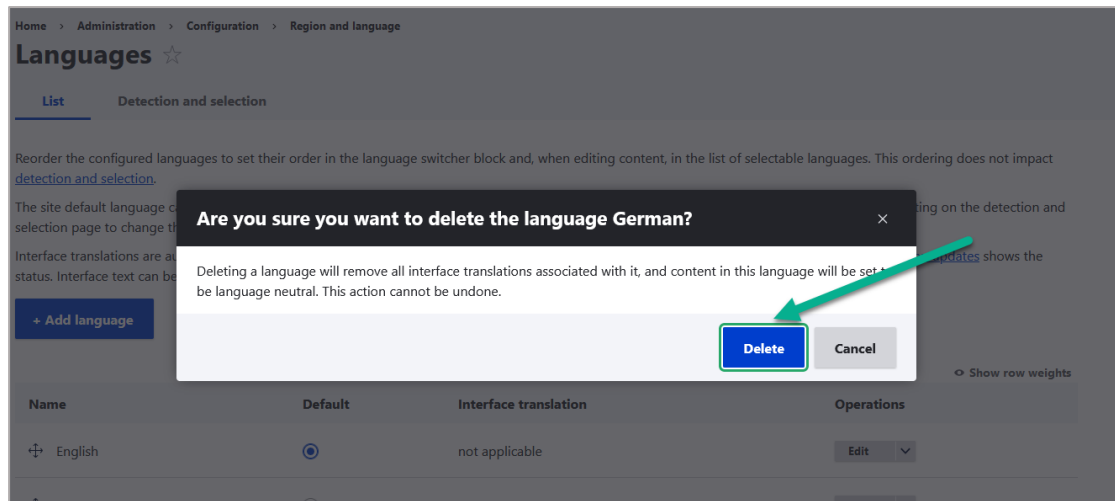 Home > Administration > Configuration > Region and language
Languages
List Detection and selection
Reorder the configured languages to set their order in the language switcher block and, when editing content, in the list of selectable languages. This ordering does not impact
detection and selection.
The site default language
ting on the detection and
selection page to change
Interface translations are
updates shows the
status. Interface text can be
Are you sure you want to delete the language German? ×
Deleting a language will remove all interface translations associated with it, and content in this language will be set
be language neutral. This action cannot be undone.
+ Add language
Delete Cancel
Show row weights
Name Default Interface translation Operations
English not applicable Edit